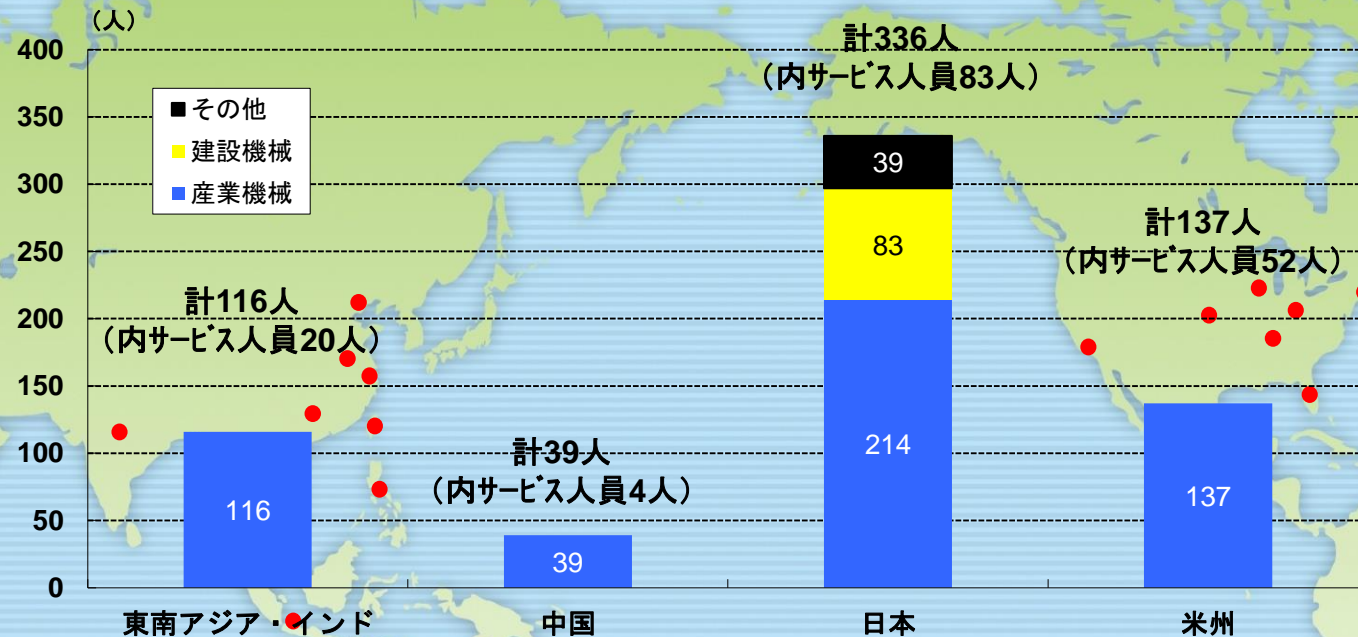 (人)
400
350
300
250
200
150
100
50
0
■その他
■建設機械
■産業機械
計116人
(内サービス人員20人)
116
東南アジア・インド
計39人
(内サービス人員4人)
39
中国
計336人
(内サービス人員83人)
39
83
214
日本
計137人
(内サービス人員52人)
137
米州